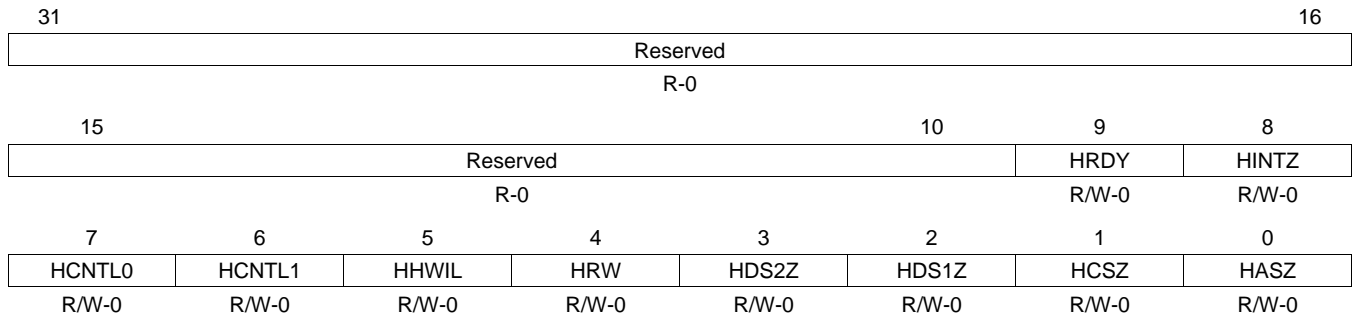 31 16
Reserved
R-0
15 10 9 8
Reserved HRDY HINTZ
R-0 R/W-0 R/W-0
7 6 5 4 3 2 1 0
HCNTL0 HCNTL1 HHWIL HRW HDS2Z HDS1Z HCSZ HASZ
R/W-0 R/W-0 R/W-0 R/W-0 R/W-0 R/W-0 R/W-0 R/W-0